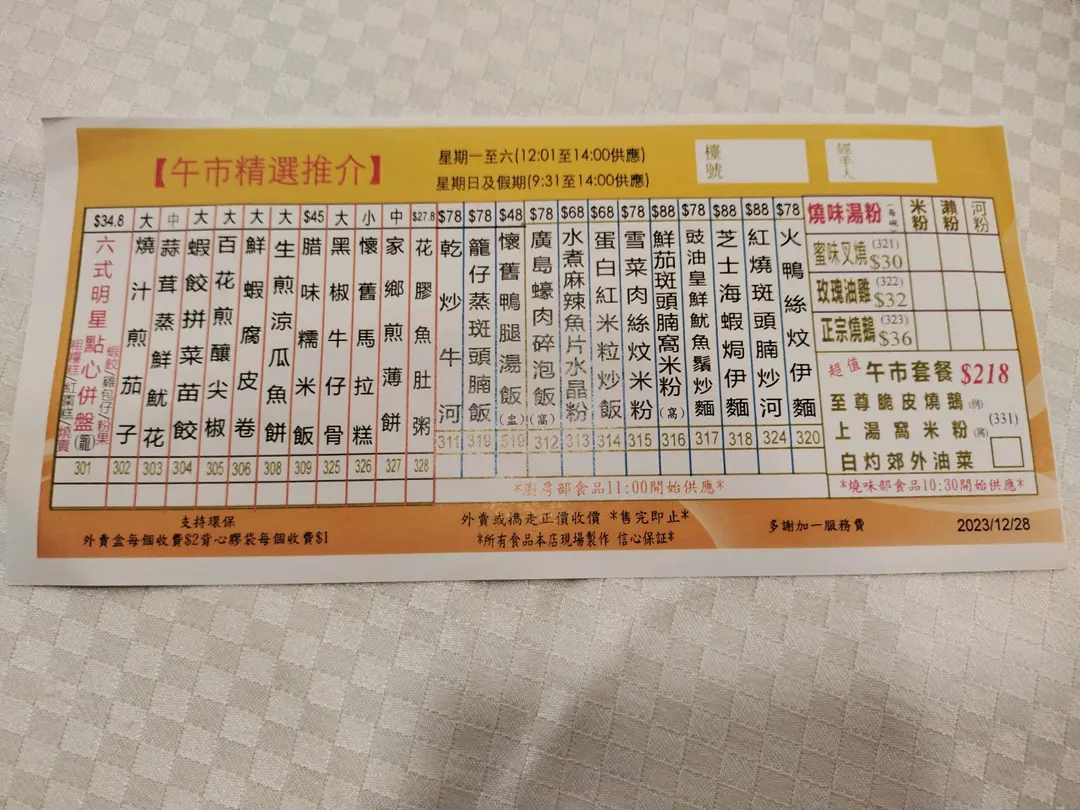 【午市精選推介】
星期一至六(12:01至14:00供應)
星期日及假期(9:31至14:00供應)
檯號
經手人
$34.8 六式明星點心併盤(籠) 301
蝦餃/雞包仔/粉果
大 燒汁煎茄子 302
中 蒜茸蒸鮮魷花 303
大 蝦餃拼菜苗餃 304
大 百花煎釀尖椒 305
大 鮮蝦腐皮卷 306
大 生煎涼瓜魚餅 308
$45 臘味糯米飯 309
大 黑椒牛仔骨 325
小 懷舊馬拉糕 326
中 家鄉煎薄餅 327
$27.8 花膠魚肚粥 328
$78 乾炒牛河 311
$78 籠仔蒸斑頭腩飯 319
$48 懷舊鴨腿湯飯(盅) 519
$78 廣島蠔肉碎泡飯(窩) 312
$68 水煮麻辣魚片水晶粉 313
$68 蛋白紅米粒炒飯 314
$78 雪菜肉絲炆米粉 315
$88 鮮茄斑頭腩窩米粉(窩) 316
$78 豉油皇鮮魷魚鬚炒麵 317
$88 芝士海蝦焗伊麵 318
$88 紅燒斑頭腩炒河 324
$78 火鴨絲炆伊麵 320
燒味湯粉(每碗) 米粉 瀨粉 河粉
蜜味叉燒 (321) $30
玫瑰油雞 (322) $32
正宗燒鵝 (323) $36
超值 午市套餐 $218
至尊脆皮燒鵝(例)
上湯窩米粉(窩) (331)
白灼郊外油菜
*廚房部食品11:00開始供應*
*燒味部食品10:30開始供應*
支持環保
外賣盒每個收費$2背心膠袋每個收費$1
外賣或携走正價收價 *售完即止*
*所有食品本店現場製作 信心保証*
多謝加一服務費
2023/12/28